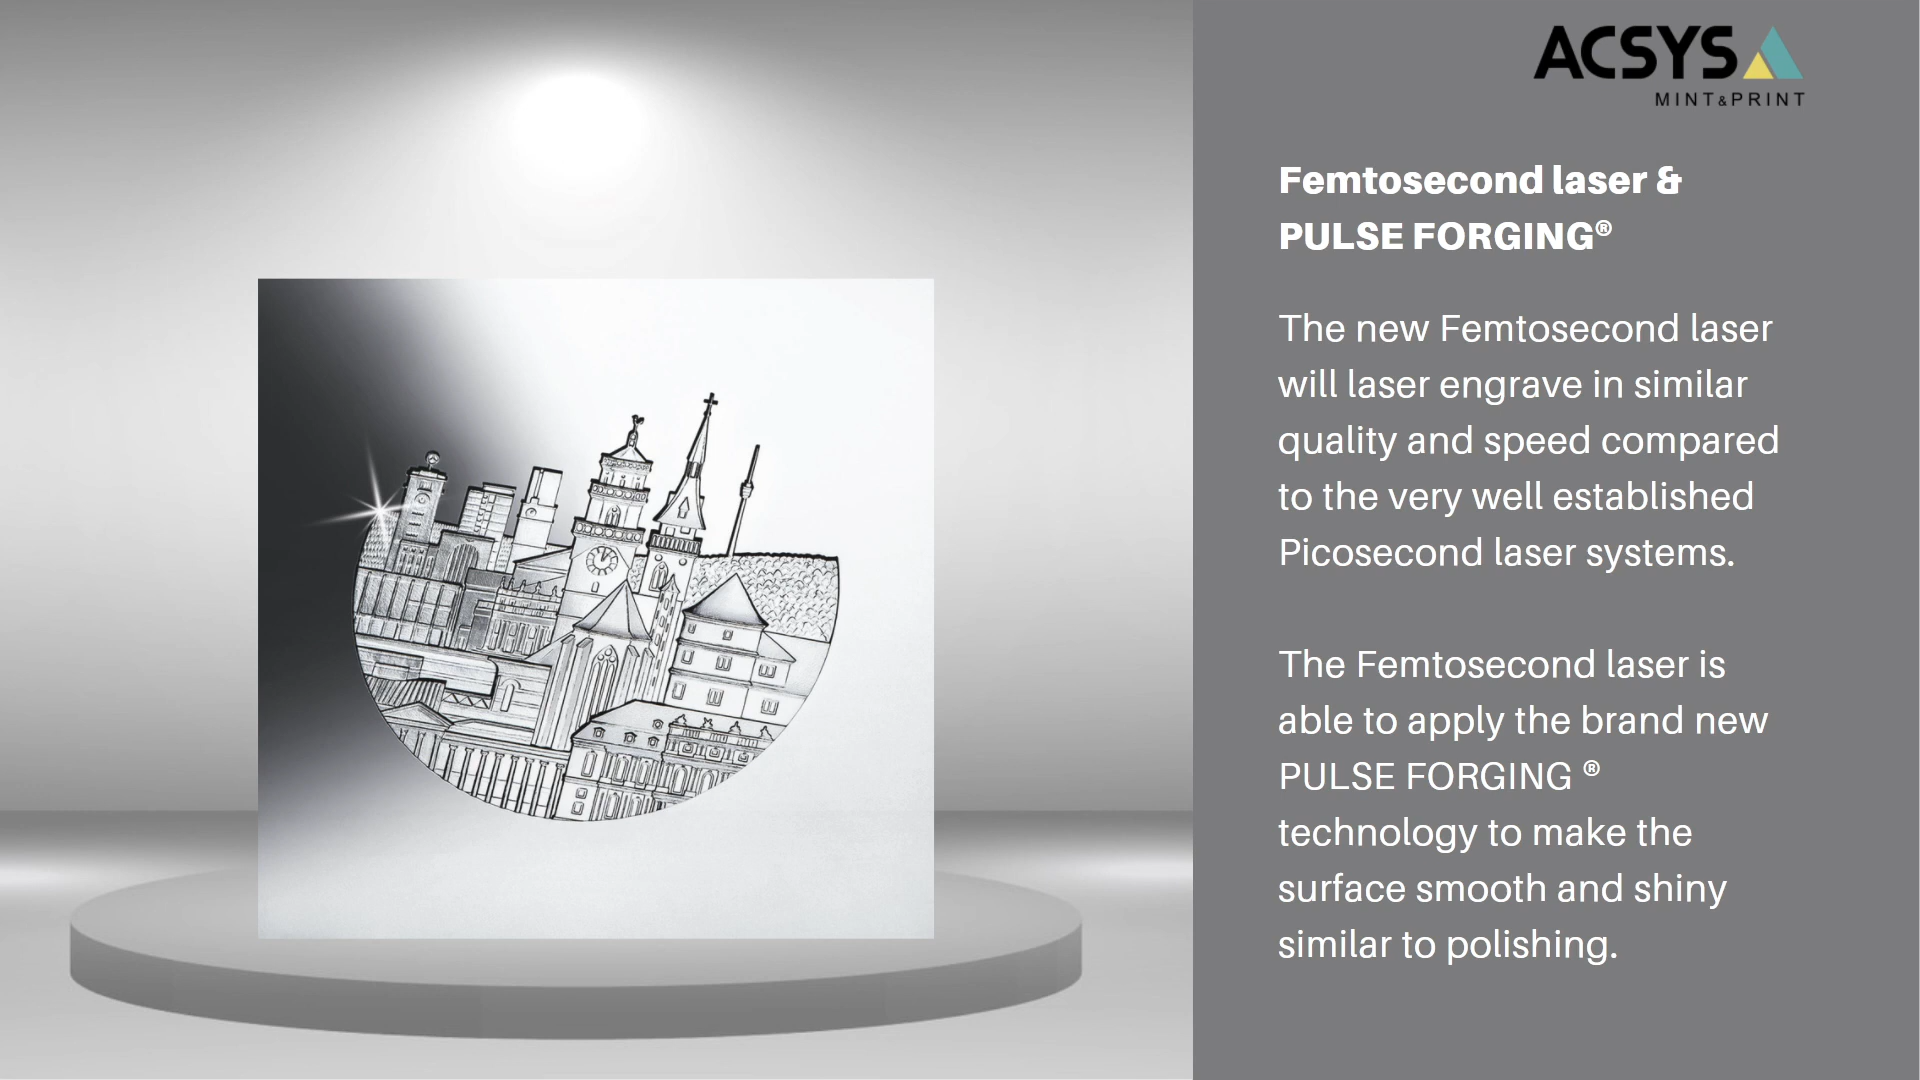 ACSYS
MINT&PRINT
Femtosecond laser &
PULSE FORGING®
The new Femtosecond laser
will laser engrave in similar
quality and speed compared
to the very well established
Picosecond laser systems.
The Femtosecond laser is
able to apply the brand new
PULSE FORGING ®
technology to make the
surface smooth and shiny
similar to polishing.